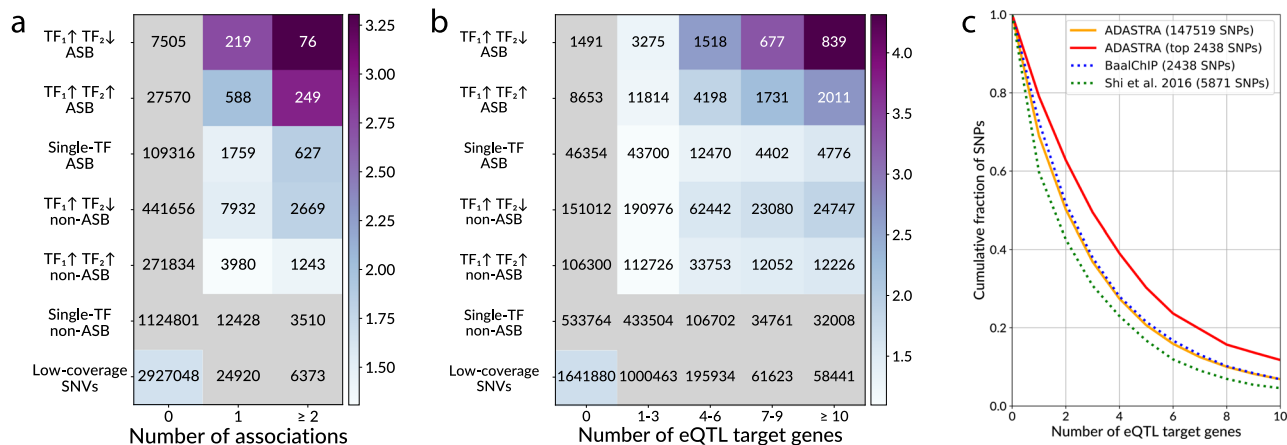 a
TF₁↑ TF₂↓ ASB 7505 219 76
TF₁↑ TF₂↑ ASB 27570 588 249
Single-TF ASB 109316 1759 627
TF₁↑ TF₂↓ non-ASB 441656 7932 2669
TF₁↑ TF₂↑ non-ASB 271834 3980 1243
Single-TF non-ASB 1124801 12428 3510
Low-coverage SNVs 2927048 24920 6373
0 1 ≥ 2
Number of associations
3.25
3.00
2.75
2.50
2.25
2.00
1.75
1.50
b
TF₁↑ TF₂↓ ASB 1491 3275 1518 677 839
TF₁↑ TF₂↑ ASB 8653 11814 4198 1731 2011
Single-TF ASB 46354 43700 12470 4402 4776
TF₁↑ TF₂↓ non-ASB 151012 190976 62442 23080 24747
TF₁↑ TF₂↑ non-ASB 106300 112726 33753 12052 12226
Single-TF non-ASB 533764 433504 106702 34761 32008
Low-coverage SNVs 1641880 1000463 195934 61623 58441
0 1-3 4-6 7-9 ≥ 10
Number of eQTL target genes
4.0
3.5
3.0
2.5
2.0
1.5
c
ADASTRA (147519 SNPs)
ADASTRA (top 2438 SNPs)
BaalChIP (2438 SNPs)
Shi et al. 2016 (5871 SNPs)
Cumulative fraction of SNPs
1.0
0.8
0.6
0.4
0.2
0.0
0 2 4 6 8 10
Number of eQTL target genes